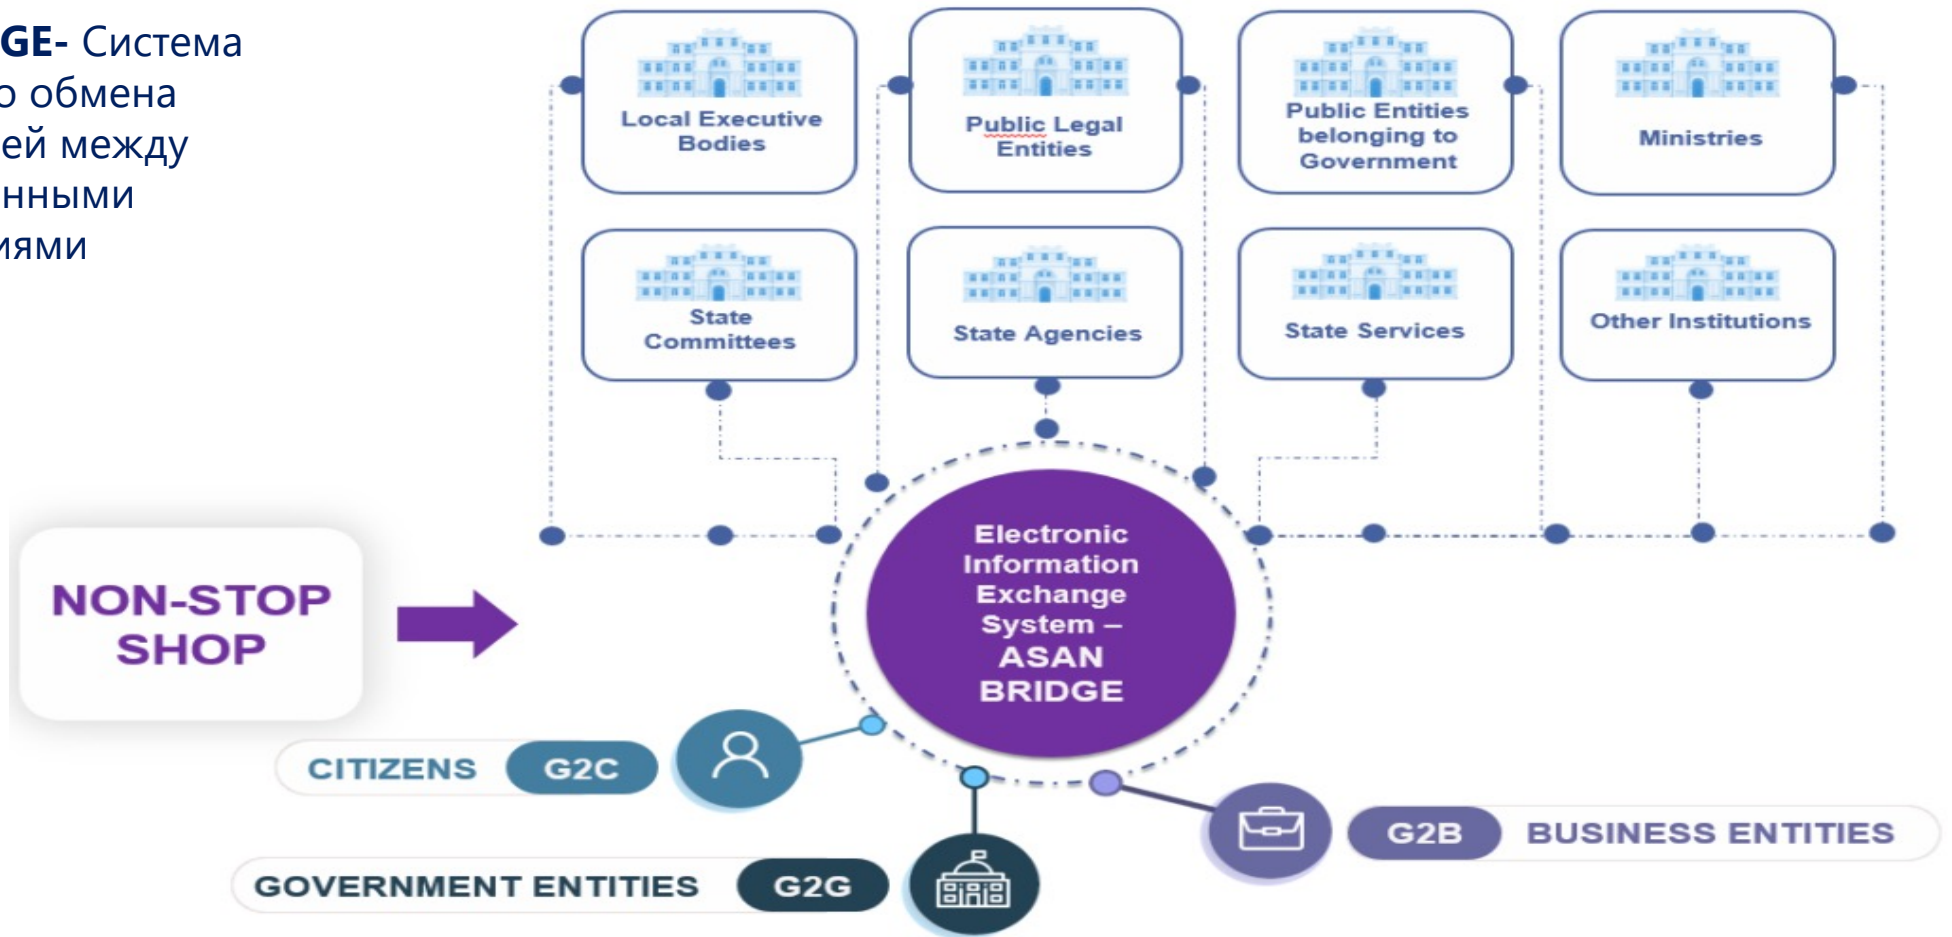 GE- Система
о обмена
ей между
нными
иями
Local Executive
Bodies
Public Legal
Entities
Public Entities
belonging to
Government
Ministries
State
Committees
State Agencies
State Services
Other Institutions
Electronic
Information
Exchange
System –
ASAN
BRIDGE
NON-STOP
SHOP
CITIZENS G2C
GOVERNMENT ENTITIES G2G
G2B BUSINESS ENTITIES